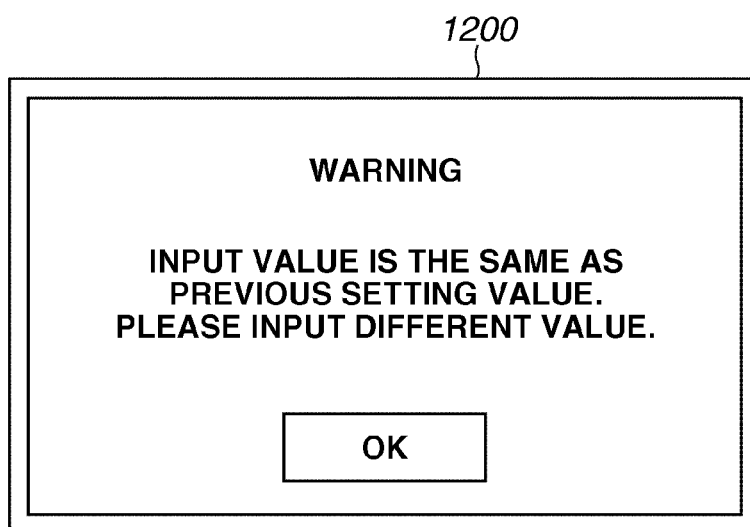 1200
WARNING
INPUT VALUE IS THE SAME AS
PREVIOUS SETTING VALUE.
PLEASE INPUT DIFFERENT VALUE.
OK